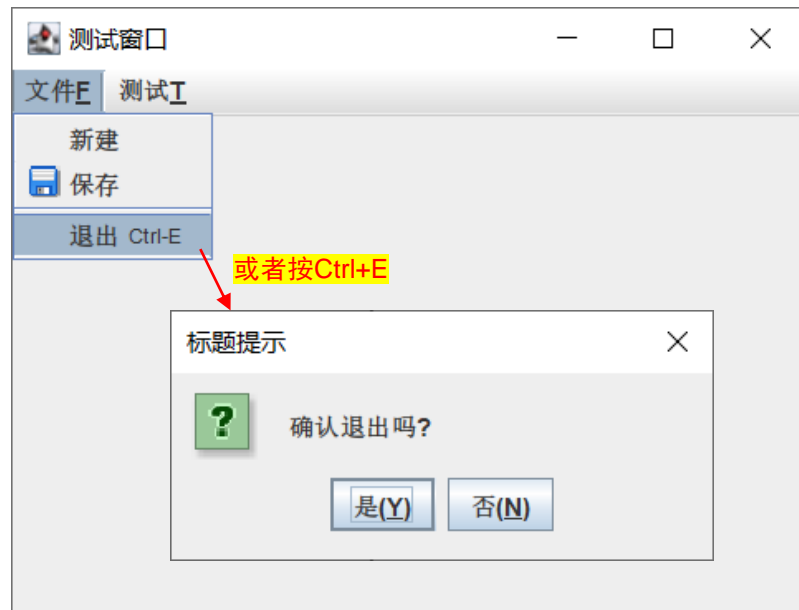 测试窗口
文件F 测试T
新建
保存
退出 Ctrl-E
或者按Ctrl+E
标题提示
?
确认退出吗?
是(Y) 否(N)